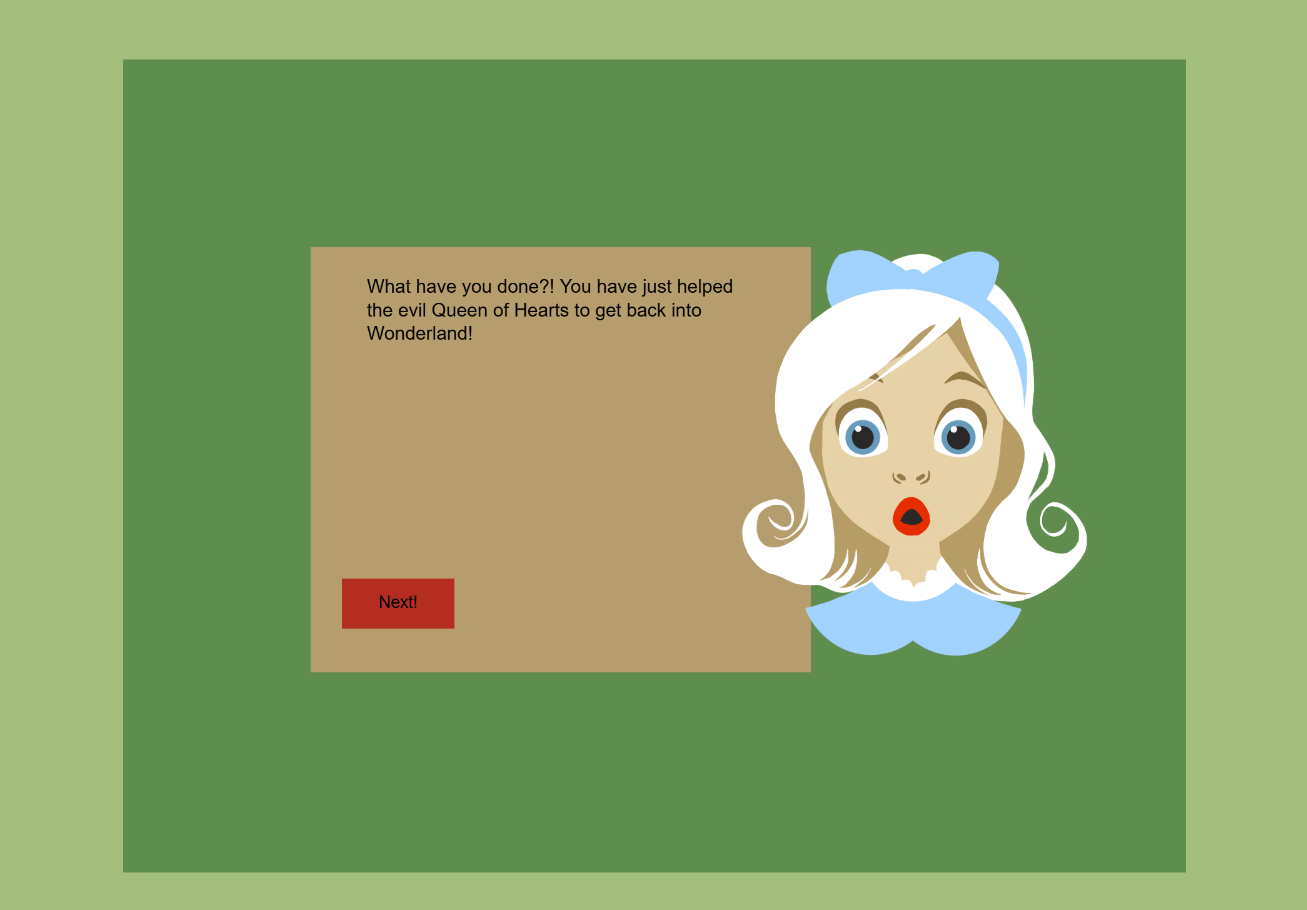 What have you done?! You have just helped
the evil Queen of Hearts to get back into
Wonderland!
Next!